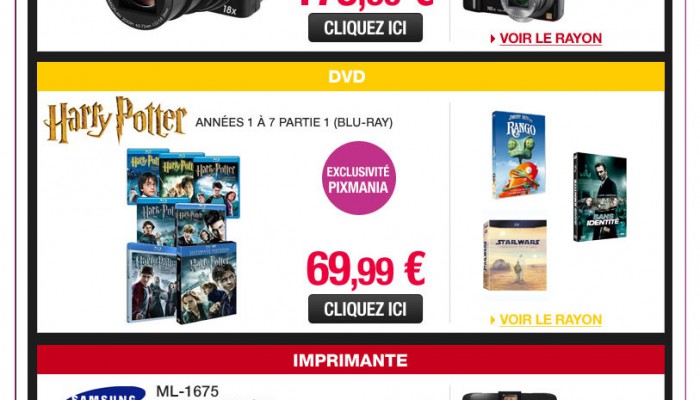 18x
CLIQUEZ ICI
VOIR LE RAYON
DVD
Harry Potter
ANNÉES 1 À 7 PARTIE 1 (BLU-RAY)
EXCLUSIVITÉ
PIXMANIA
69,99 €
CLIQUEZ ICI
RANGO
SANS
IDENTITÉ
STAR WARS
VOIR LE RAYON
IMPRIMANTE
SAMSUNG
ML-1675